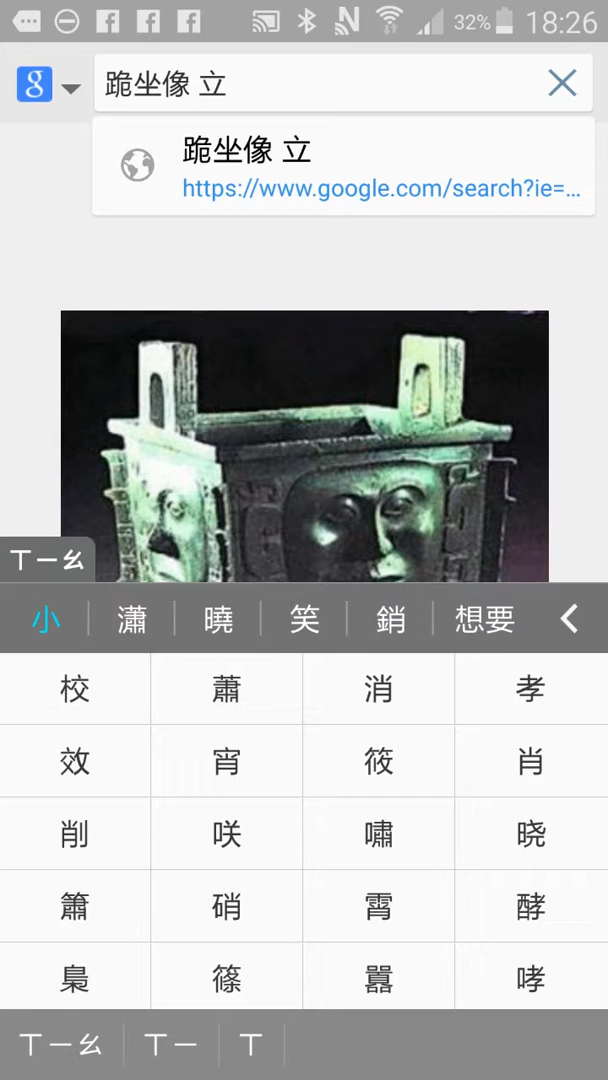 32% 18:26
g 跪坐像 立
跪坐像 立
https://www.google.com/search?ie=...
ㄒㄧㄠ
小 瀟 曉 笑 銷 想要
校 蕭 消 孝
效 宵 筱 肖
削 咲 嘯 晓
簫 硝 霄 酵
梟 篠 囂 哮
ㄒㄧㄠ ㄒㄧ ㄒ